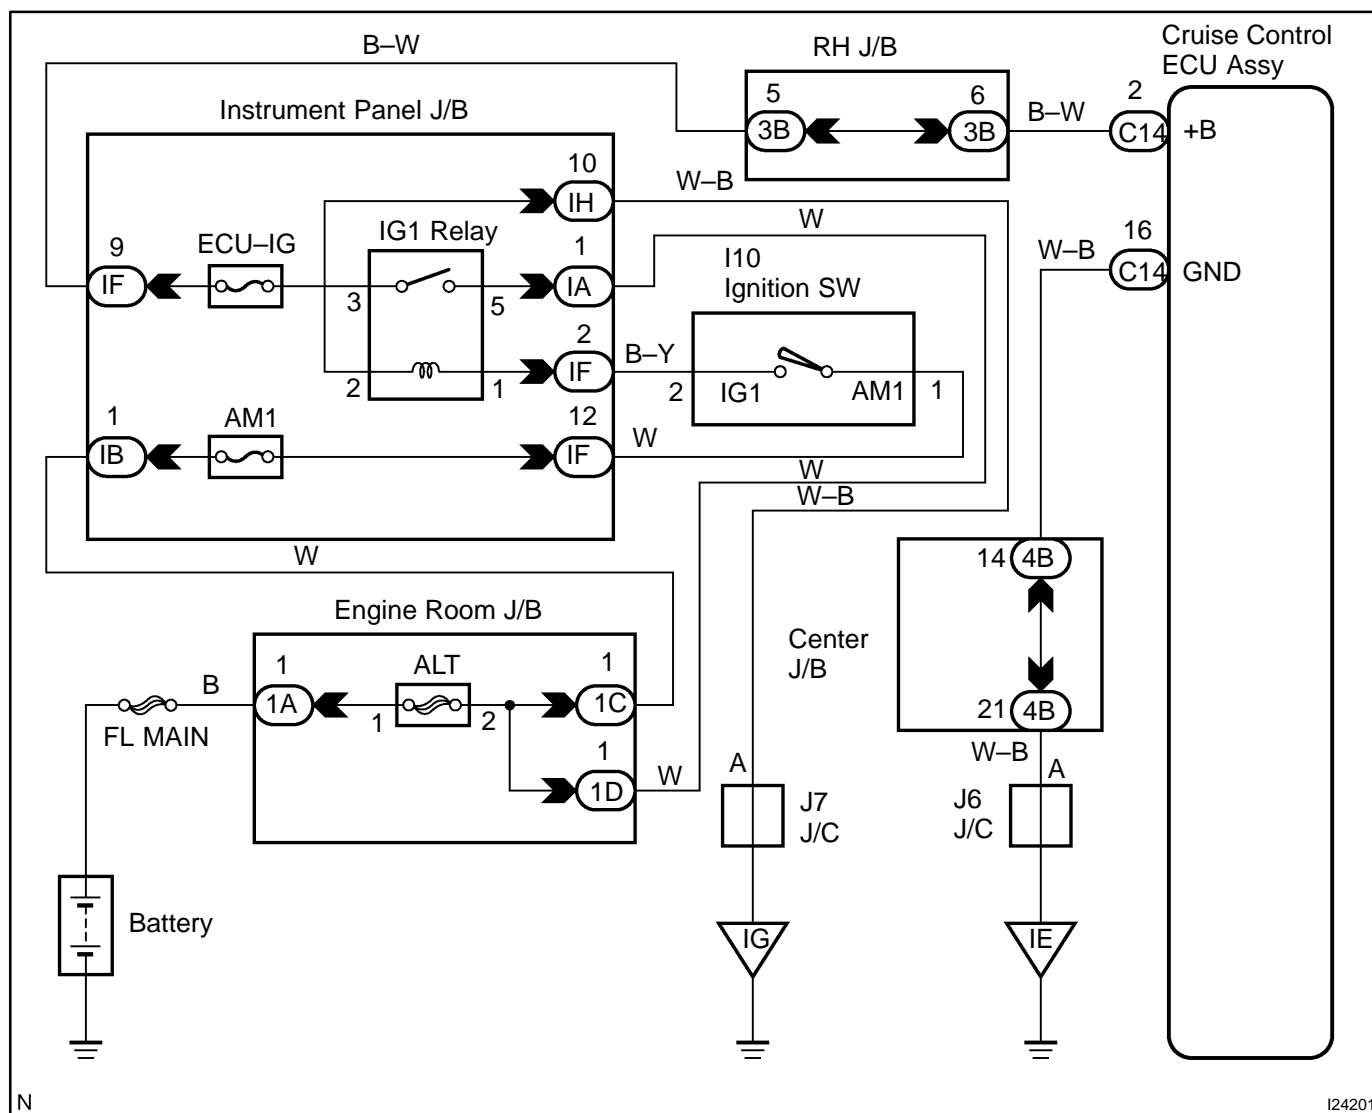 B–W
RH J/B
Cruise Control
ECU Assy
Instrument Panel J/B
5
6
2
3B
3B
B–W
C14
+B
10
W–B
IH
W
9
ECU–IG
IG1 Relay
1
I10
Ignition SW
16
W–B
C14
GND
IF
IA
3
5
2
B–Y
IF
2
1
2
IG1
AM1
1
1
AM1
12
IB
IF
W
W
W–B
W
14
4B
Engine Room J/B
Center
J/B
1
ALT
1
B
1A
1C
1
2
21
4B
FL MAIN
1
W–B
W
A
A
1D
J7
J/C
J6
J/C
Battery
IG
IE
N
I24201